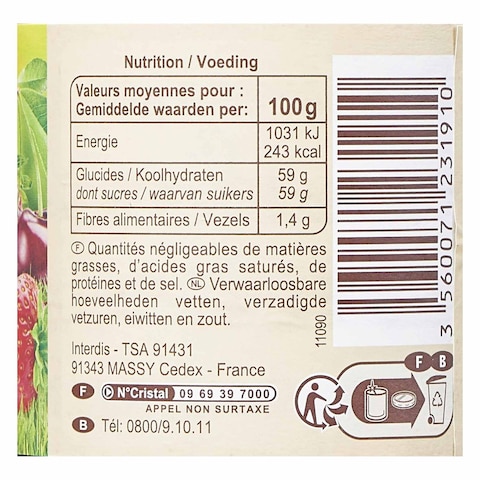 Nutrition / Voeding
Valeurs moyennes pour :
Gemiddelde waarden per:
100g
Energie
1031 kJ
243 kcal
Glucides / Koolhydraten
59 g
dont sucres / waarvan suikers
59 g
Fibres alimentaires / Vezels
1,4 g
F Quantités négligeables de matières
grasses, d'acides gras saturés, de
protéines et de sel. NL Verwaarloosbare
hoeveelheden vetten, verzadigde
vetzuren, eiwitten en zout.
11090
Interdis - TSA 91431
91343 MASSY Cedex - France
F N°Cristal 09 69 39 7000
APPEL NON SURTAXE
B Tél: 0800/9.10.11
3 560071 231910
F B